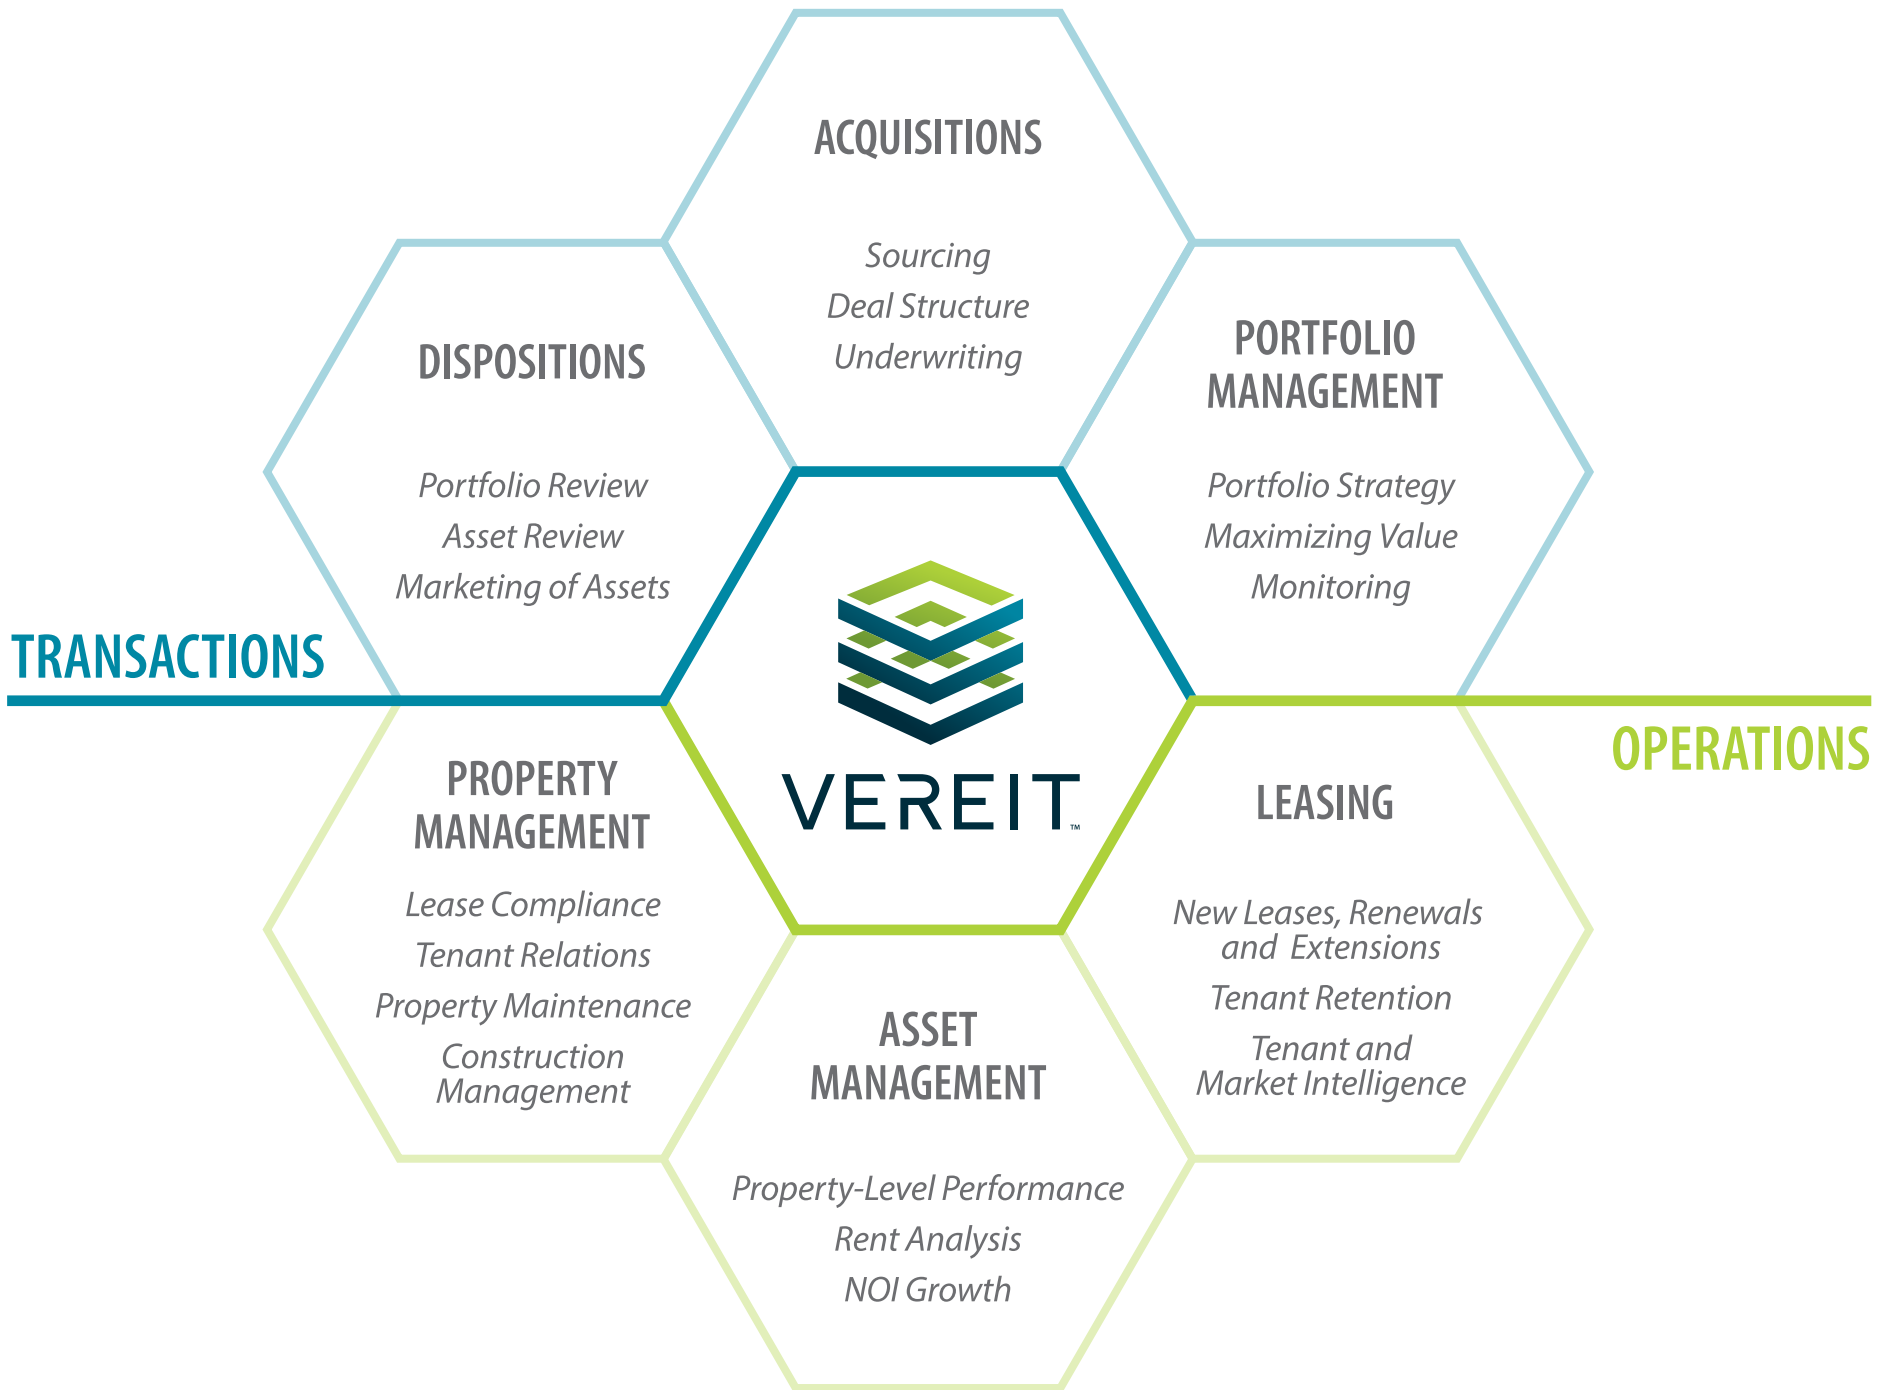 ACQUISITIONS
Sourcing
Deal Structure
Underwriting
DISPOSITIONS
Portfolio Review
Asset Review
Marketing of Assets
PORTFOLIO
MANAGEMENT
Portfolio Strategy
Maximizing Value
Monitoring
TRANSACTIONS
VEREIT™
OPERATIONS
PROPERTY
MANAGEMENT
Lease Compliance
Tenant Relations
Property Maintenance
Construction
Management
ASSET
MANAGEMENT
Property-Level Performance
Rent Analysis
NOI Growth
LEASING
New Leases, Renewals
and Extensions
Tenant Retention
Tenant and
Market Intelligence